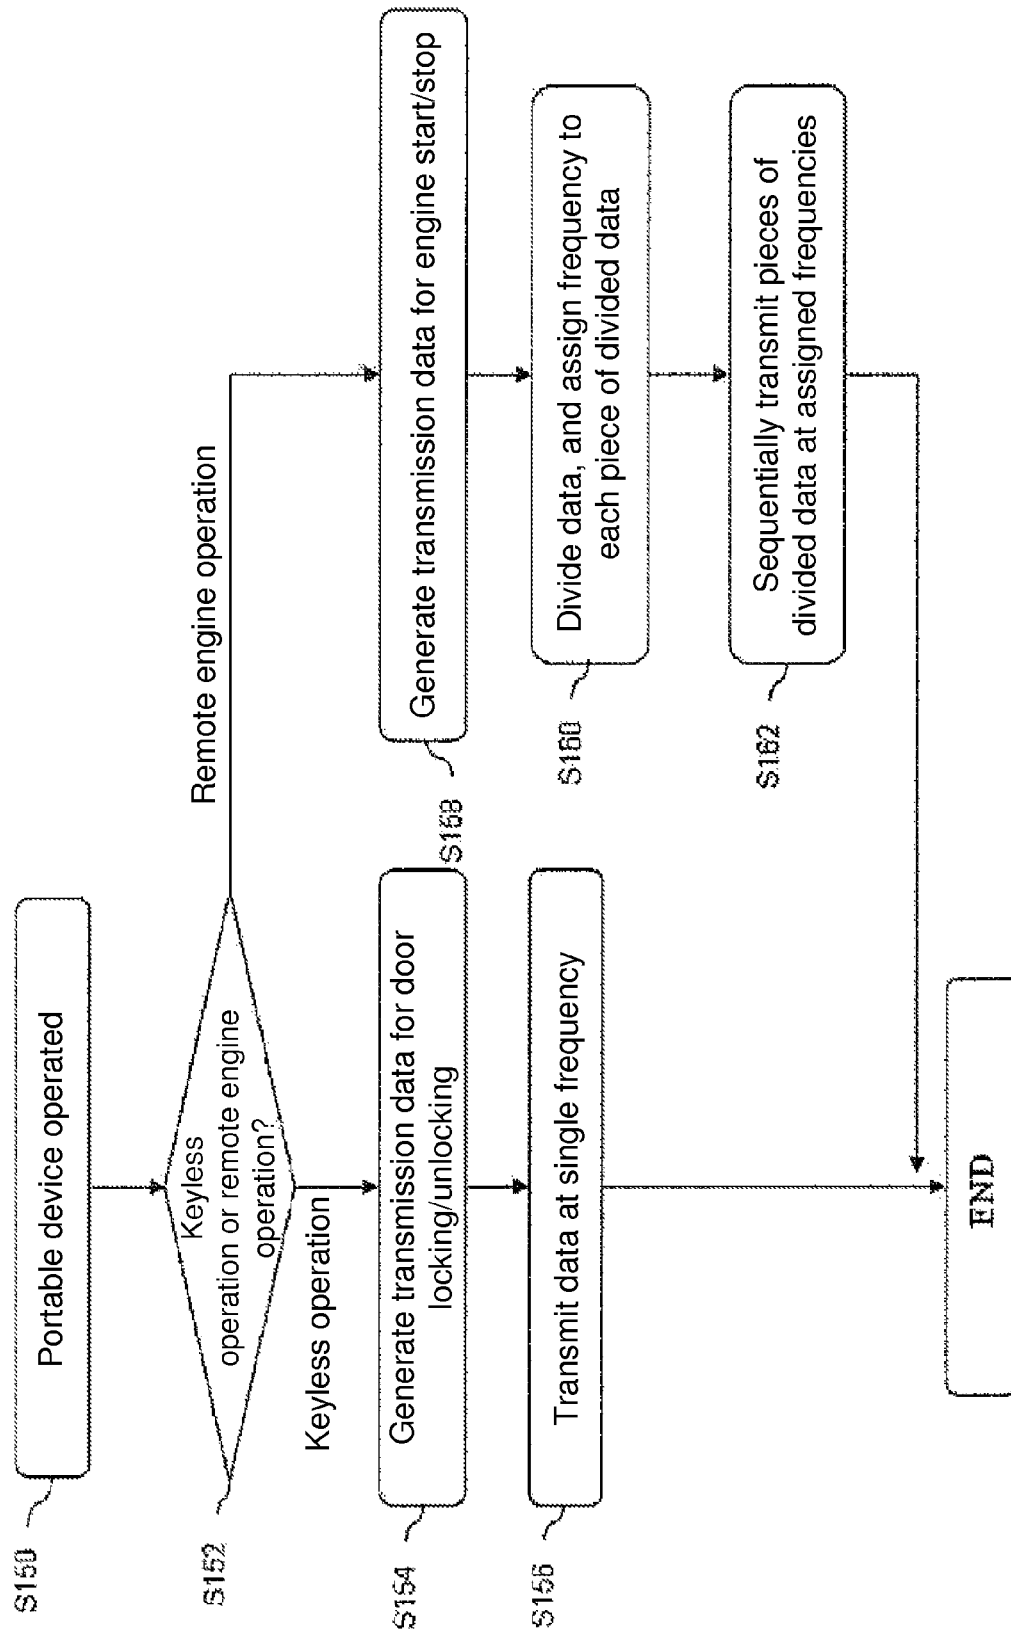 S150
Portable device operated
S152
Keyless
operation or remote engine
operation?
Remote engine operation
Keyless operation
S154
Generate transmission data for door
locking/unlocking
S156
Transmit data at single frequency
S158
Generate transmission data for engine start/stop
S160
Divide data, and assign frequency to
each piece of divided data
S162
Sequentially transmit pieces of
divided data at assigned frequencies
END